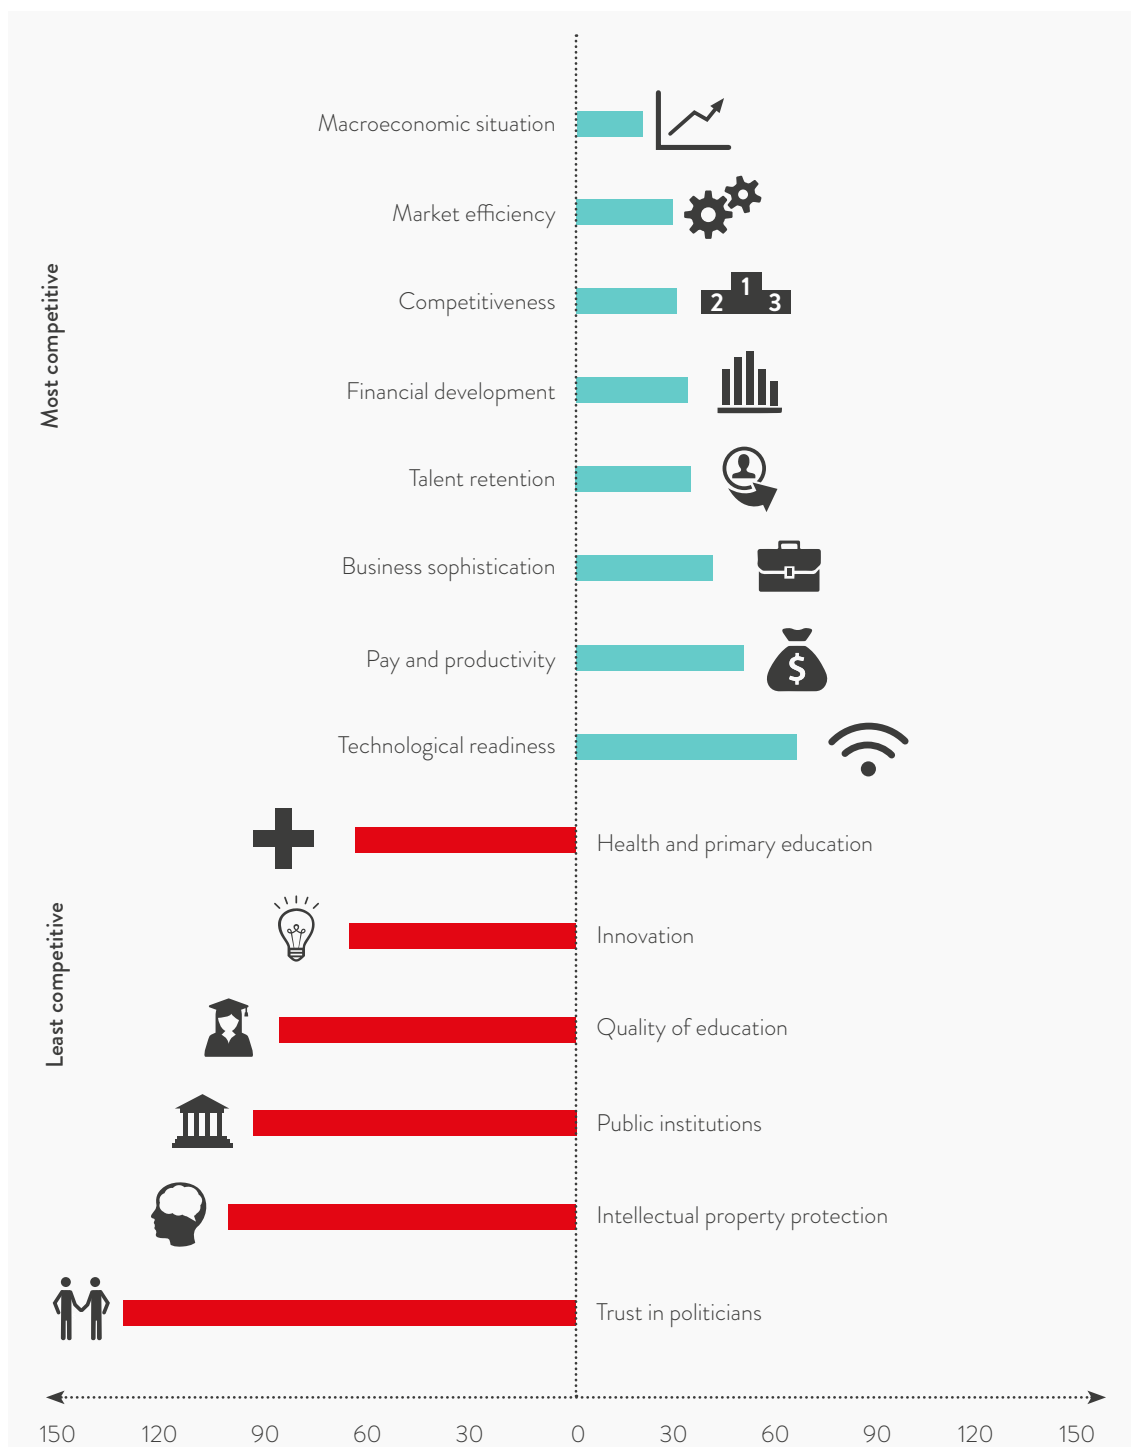 Most competitive
Macroeconomic situation
Market efficiency
Competitiveness
2 1 3
Financial development
Talent retention
Business sophistication
Pay and productivity
$
Technological readiness
Least competitive
Health and primary education
Innovation
Quality of education
Public institutions
Intellectual property protection
Trust in politicians
150 120 90 60 30 0 30 60 90 120 150